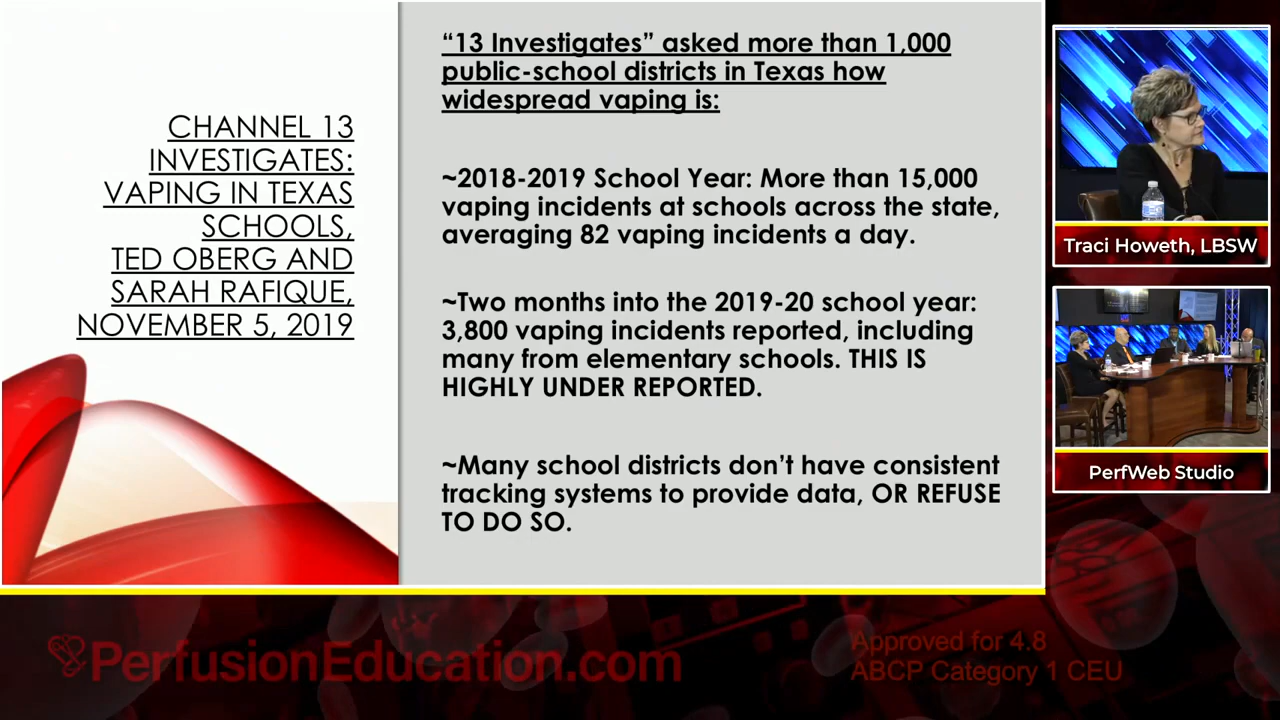 CHANNEL 13
INVESTIGATES:
VAPING IN TEXAS
SCHOOLS,
TED OBERG AND
SARAH RAFIQUE,
NOVEMBER 5, 2019
“13 Investigates” asked more than 1,000
public-school districts in Texas how
widespread vaping is:
~2018-2019 School Year: More than 15,000
vaping incidents at schools across the state,
averaging 82 vaping incidents a day.
~Two months into the 2019-20 school year:
3,800 vaping incidents reported, including
many from elementary schools. THIS IS
HIGHLY UNDER REPORTED.
~Many school districts don’t have consistent
tracking systems to provide data, OR REFUSE
TO DO SO.
Traci Howeth, LBSW
PerfWeb Studio
PerfusionEducation.com
Approved for 4.8
ABCP Category 1 CEU